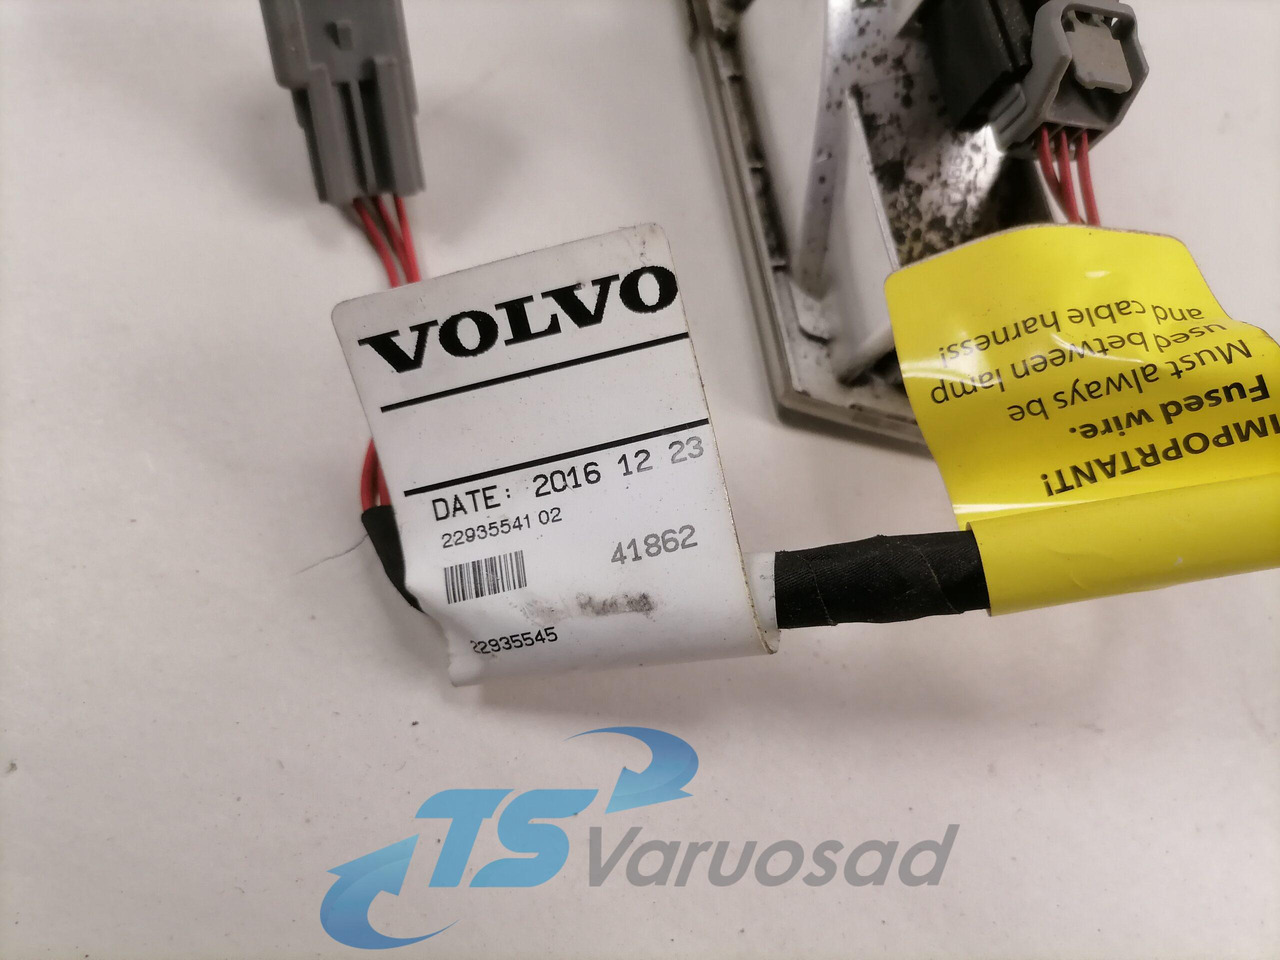 VOLVO
DATE: 2016 12 23
22935541 02
41862
22935545
IMPOPRTANT!
Fused wire.
Must always be
used between lamp
and cable harness!
TS Varuosad